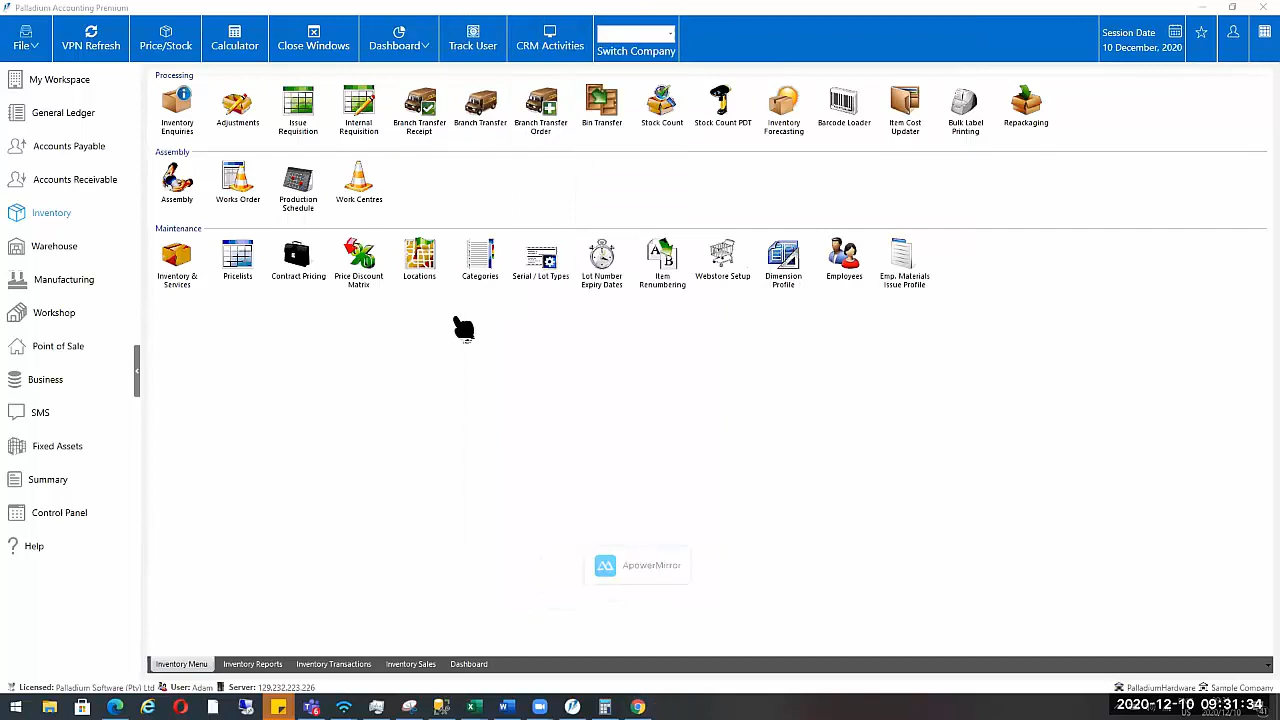 Palladium Accounting Premium
File
VPN Refresh
Price/Stock
Calculator
Close Windows
Dashboard
Track User
CRM Activities
Switch Company
Session Date
10 December, 2020
My Workspace
General Ledger
Accounts Payable
Accounts Receivable
Inventory
Warehouse
Manufacturing
Workshop
Point of Sale
Business
SMS
Fixed Assets
Summary
Control Panel
Help
Processing
Inventory
Enquiries
Adjustments
Issue
Requisition
Internal
Requisition
Branch Transfer
Receipt
Branch Transfer
Branch Transfer
Order
Bin Transfer
Stock Count
Stock Count PDT
Inventory
Forecasting
Barcode Loader
Item Cost
Updater
Bulk Label
Printing
Repackaging
Assembly
Assembly
Works Order
Production
Schedule
Work Centres
Maintenance
Inventory &
Services
Pricelists
Contract Pricing
Price Discount
Matrix
Locations
Categories
Serial / Lot Types
Lot Number
Expiry Dates
Item
Renumbering
Webstore Setup
Dimension
Profile
Employees
Emp. Materials
Issue Profile
ApowerMirror
Inventory Menu
Inventory Reports
Inventory Transactions
Inventory Sales
Dashboard
Licensed: Palladium Software (Pty) Ltd
User: Adam
Server: 129.232.223.226
PalladiumHardware
Sample Company
2020-12-10 09:31:34